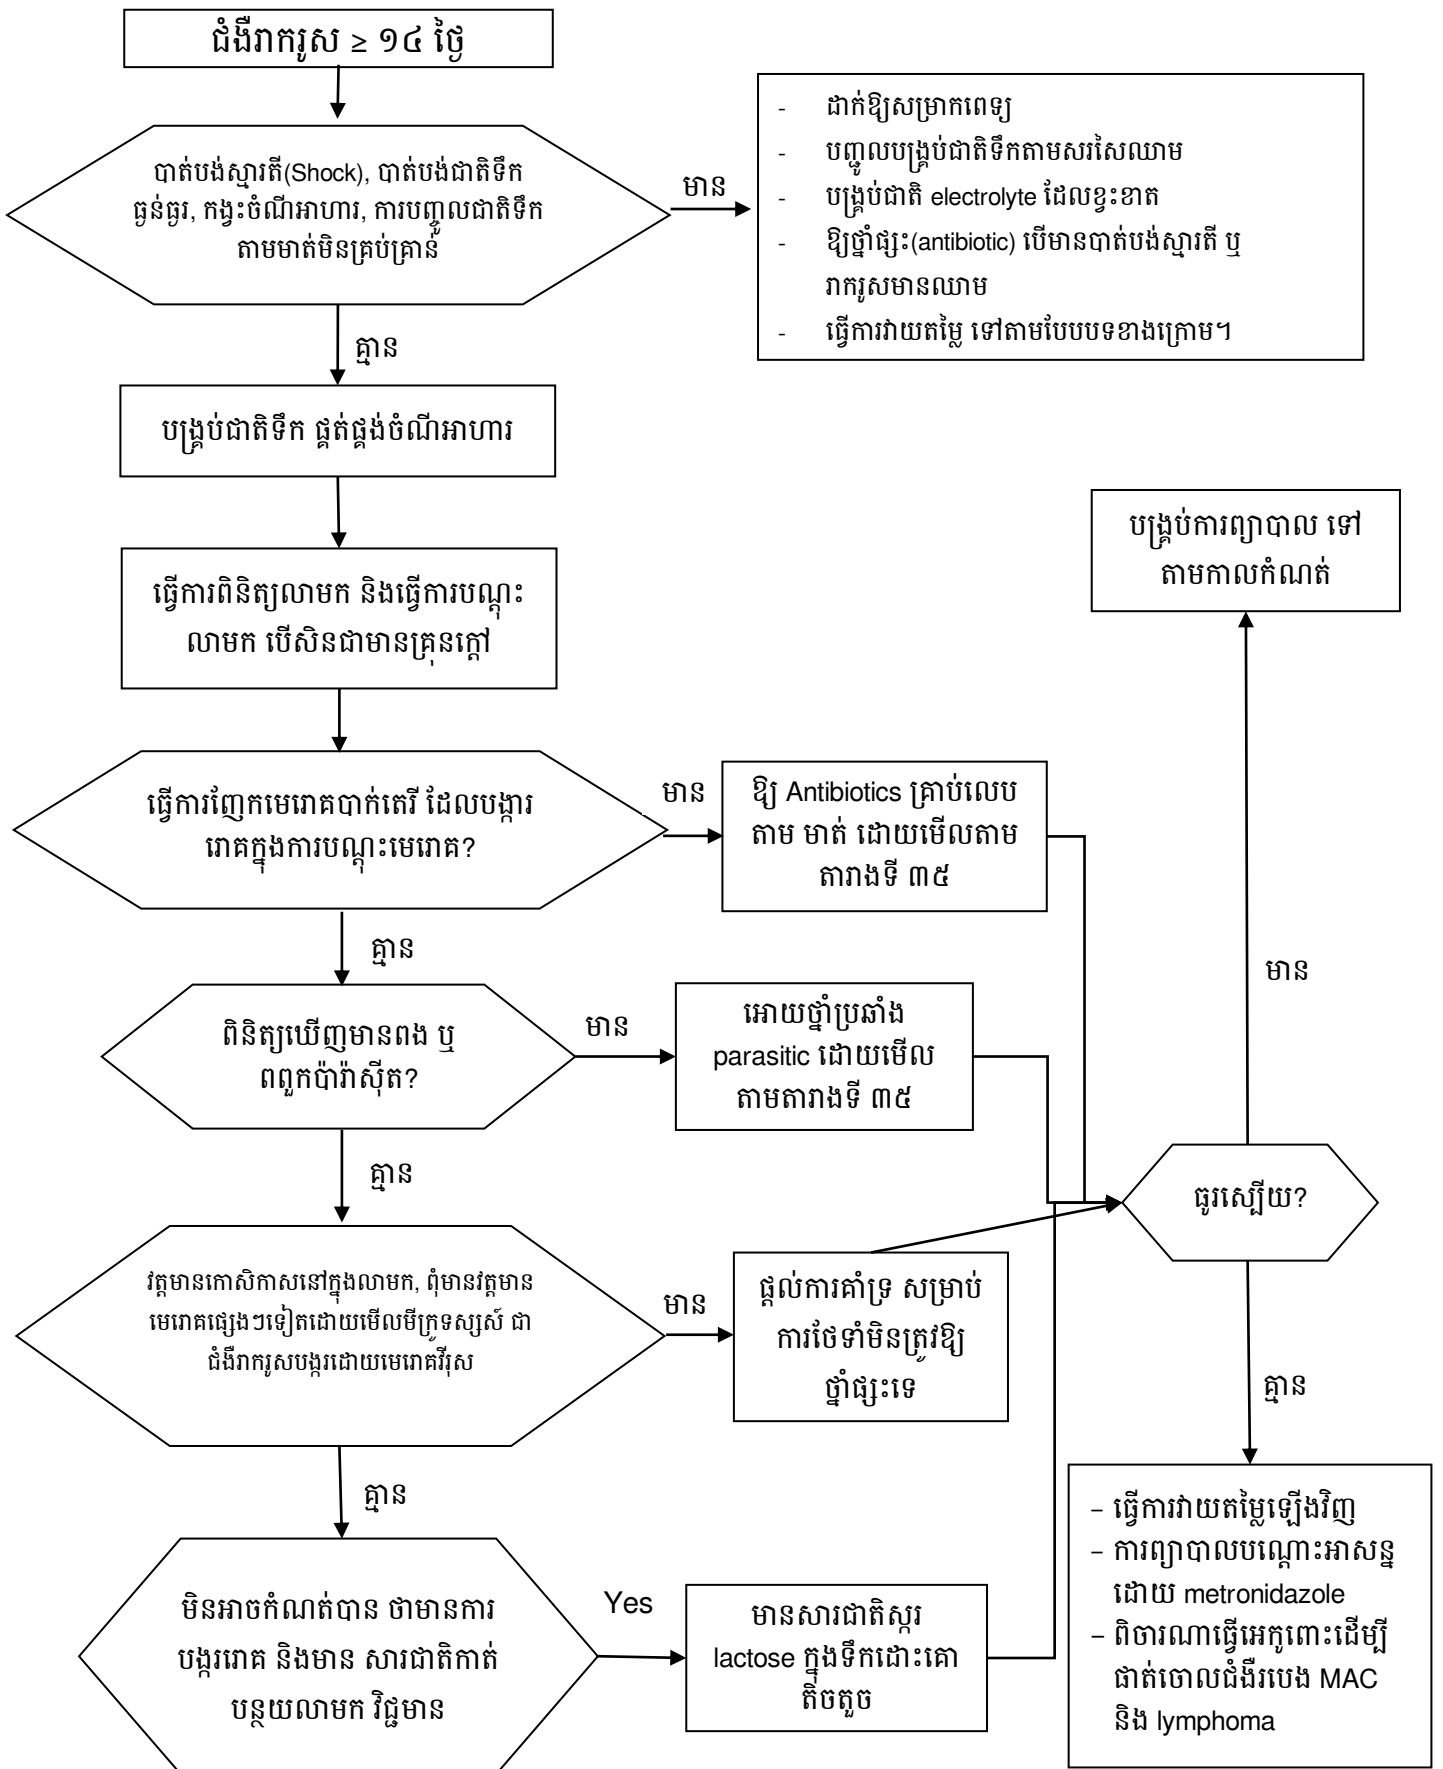 ជំងឺរាករូស ≥ ១៤ ថ្ងៃ
បាត់បង់ស្មារតី(Shock), បាត់បង់ជាតិទឹក
ធ្ងន់ធ្ងរ, កង្វះចំណីអាហារ, ការបញ្ចូលជាតិទឹក
តាមមាត់មិនគ្រប់គ្រាន់
មាន
- ដាក់ឱ្យសម្រាកពេទ្យ
- បញ្ជូលបង្គ្រប់ជាតិទឹកតាមសរសៃឈាម
- បង្គ្រប់ជាតិ electrolyte ដែលខ្វះខាត
- ឱ្យថ្នាំផ្សះ(antibiotic) បើមានបាត់បង់ស្មារតី ឬ
រាករូសមានឈាម
- ធ្វើការវាយតម្លៃ ទៅតាមបែបបទខាងក្រោម។
គ្មាន
បង្គ្រប់ជាតិទឹក ផ្គត់ផ្គង់ចំណីអាហារ
ធ្វើការពិនិត្យលាមក និងធ្វើការបណ្តុះ
លាមក បើសិនជាមានគ្រុនក្តៅ
បង្គ្រប់ការព្យាបាល ទៅ
តាមកាលកំណត់
ធ្វើការញែកមេរោគបាក់តេរី ដែលបង្ការ
រោគក្នុងការបណ្តុះមេរោគ?
មាន
ឱ្យ Antibiotics គ្រាប់លេប
តាម មាត់ ដោយមើលតាម
តារាងទី ៣៥
គ្មាន
ពិនិត្យឃើញមានពង ឬ
ពពួកប៉ារ៉ាស៊ីត?
មាន
អោយថ្នាំប្រឆាំង
parasitic ដោយមើល
តាមតារាងទី ៣៥
មាន
គ្មាន
ធូរស្បើយ?
វត្តមានកោសិកាសនៅក្នុងលាមក, ពុំមានវត្តមាន
មេរោគផ្សេងៗទៀតដោយមើលមីក្រូទស្សស៍ ជា
ជំងឺរាករូសបង្ករដោយមេរោគវីរុស
មាន
ផ្តល់ការគាំទ្រ សម្រាប់
ការថែទាំមិនត្រូវឱ្យ
ថ្នាំផ្សះទេ
គ្មាន
គ្មាន
មិនអាចកំណត់បាន ថាមានការ
បង្ករោគ និងមាន សារជាតិកាត់
បន្ថយលាមក វិជ្ជមាន
Yes
មានសារជាតិស្ករ
lactose ក្នុងទឹកដោះគោ
តិចតួច
– ធ្វើការវាយតម្លៃឡើងវិញ
– ការព្យាបាលបណ្តោះអាសន្ន
ដោយ metronidazole
– ពិចារណាធ្វើអេកូពោះដើម្បី
ផាត់ចោលជំងឺរបេង MAC
និង lymphoma